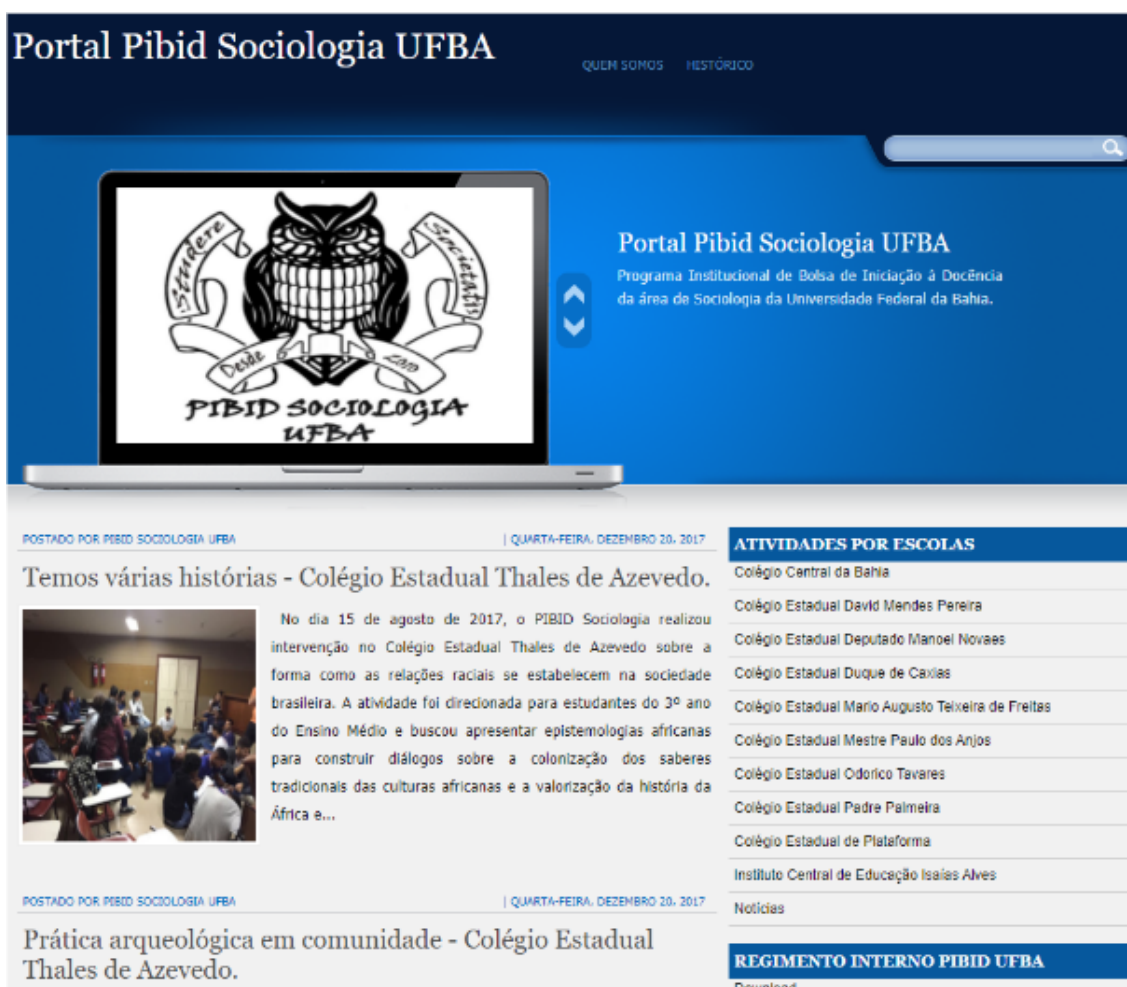 Portal Pibid Sociologia UFBA
QUEM SOMOS HISTÓRICO
Studere Societatis
Desde
PIBID SOCIOLOGIA
UFBA
Portal Pibid Sociologia UFBA
Programa Institucional de Bolsa de Iniciação à Docência
da área de Sociologia da Universidade Federal da Bahia.
POSTADO POR PIBID SOCIOLOGIA UFBA | QUARTA-FEIRA, DEZEMBRO 20, 2017
Temos várias histórias - Colégio Estadual Thales de Azevedo.
No dia 15 de agosto de 2017, o PIBID Sociologia realizou
intervenção no Colégio Estadual Thales de Azevedo sobre a
forma como as relações raciais se estabelecem na sociedade
brasileira. A atividade foi direcionada para estudantes do 3º ano
do Ensino Médio e buscou apresentar epistemologias africanas
para construir diálogos sobre a colonização dos saberes
tradicionais das culturas africanas e a valorização da história da
África e...
POSTADO POR PIBID SOCIOLOGIA UFBA | QUARTA-FEIRA, DEZEMBRO 20, 2017
Prática arqueológica em comunidade - Colégio Estadual
Thales de Azevedo.
ATIVIDADES POR ESCOLAS
Colégio Central da Bahia
Colégio Estadual David Mendes Pereira
Colégio Estadual Deputado Manoel Novaes
Colégio Estadual Duque de Caxias
Colégio Estadual Mario Augusto Teixeira de Freitas
Colégio Estadual Mestre Paulo dos Anjos
Colégio Estadual Odorico Tavares
Colégio Estadual Padre Palmeira
Colégio Estadual de Plataforma
Instituto Central de Educação Isaías Alves
Notícias
REGIMENTO INTERNO PIBID UFBA
Download